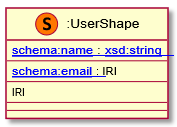 S :UserShape
schema:name : xsd:string
schema:email : IRI
IRI